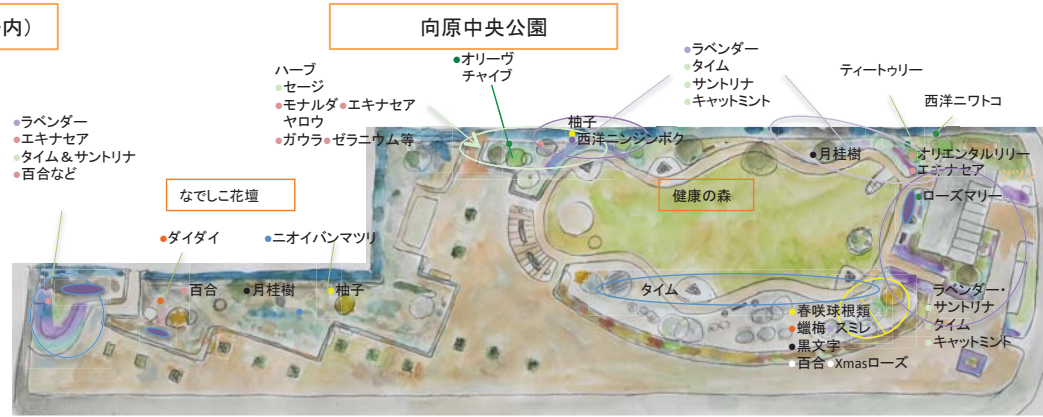 内）
向原中央公園
●オリーヴ
チャイブ
ハーブ
●セージ
●モナルダ●エキナセア
ヤロウ
●ガウラ●ゼラニウム等
●ラベンダー
●タイム
●サントリナ
●キャットミント
ティートゥリー
西洋ニワトコ
●ラベンダー
●エキナセア
●タイム＆サントリナ
●百合など
柚子
●西洋ニンジンボク
●月桂樹
オリエンタルリリー
エキナセア
●ローズマリー
なでしこ花壇
健康の森
●ダイダイ
●ニオイバンマツリ
●百合
●月桂樹
●柚子
タイム
●春咲球根類
●蠟梅 スミレ
●黒文字
●百合●Xmasローズ
ラベンダー・
サントリナ
タイム
キャットミント